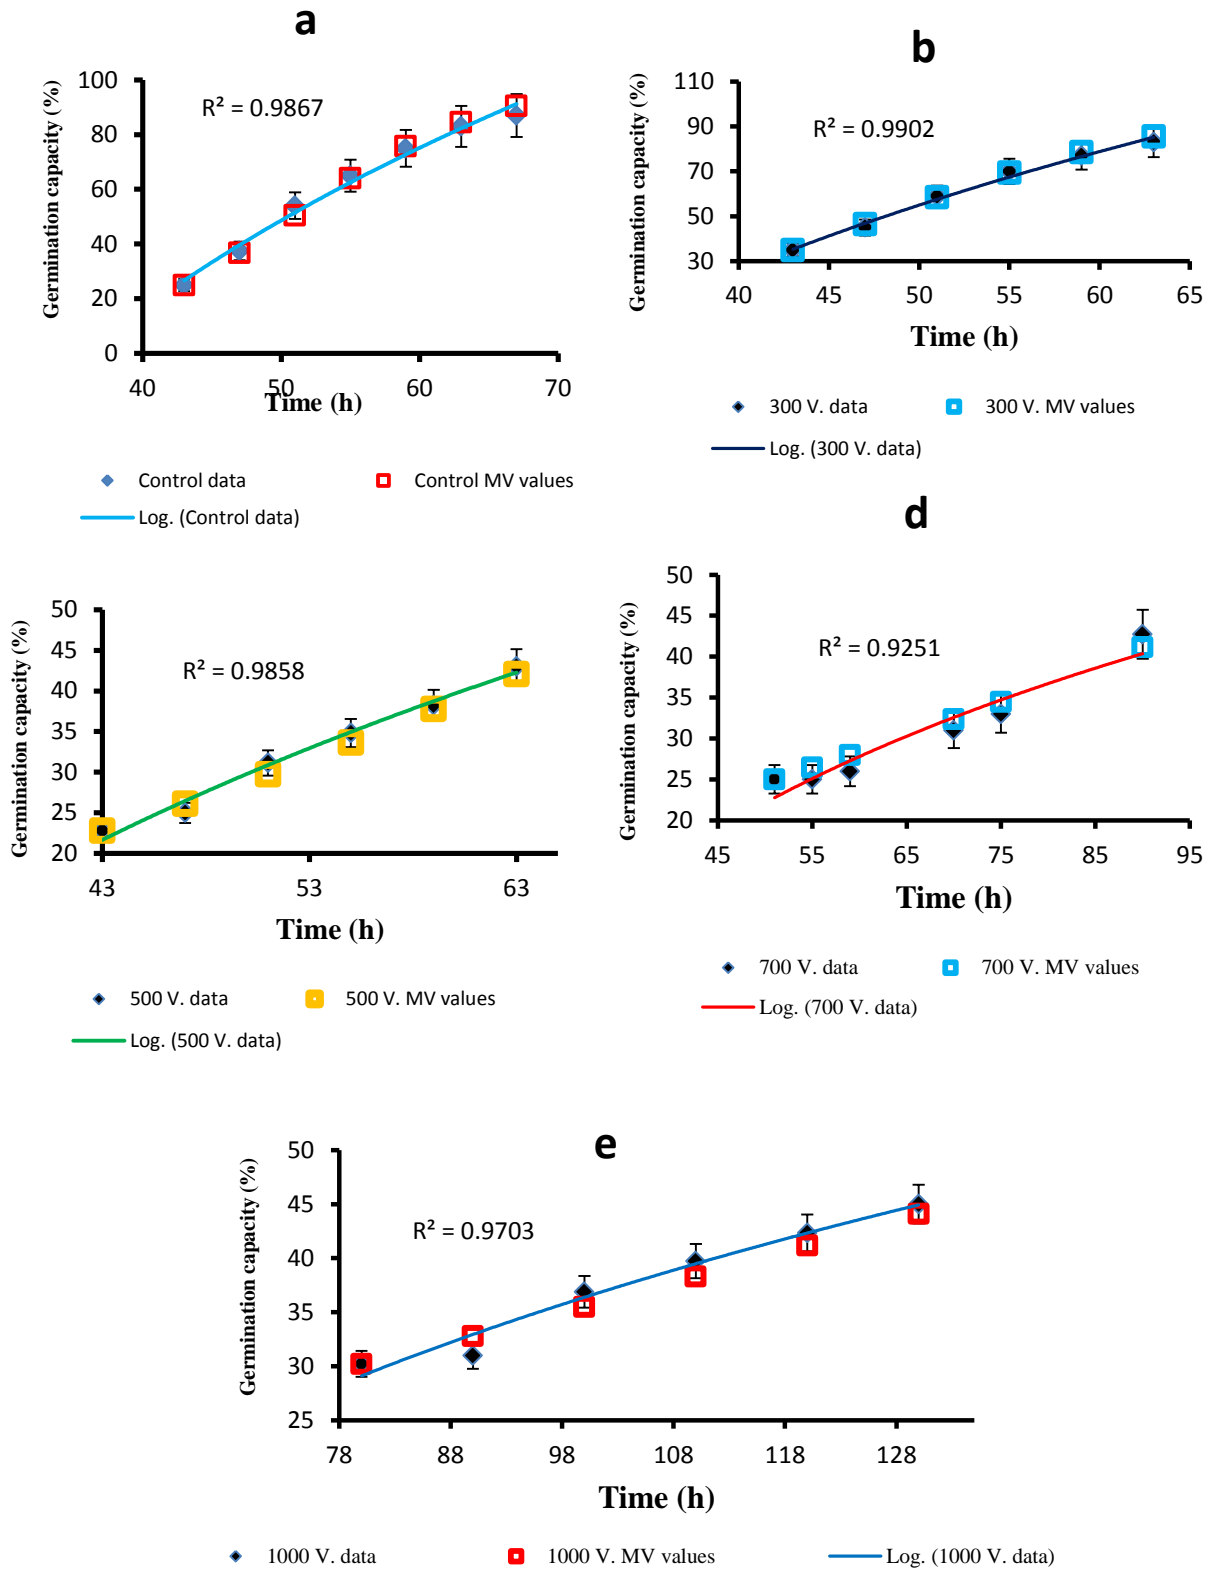 a
Germination capacity (%)
100
80
60
40
20
0
R² = 0.9867
40
50
60
70
Time (h)
Control data
Control MV values
Log. (Control data)
b
Germination capacity (%)
110
90
70
50
30
R² = 0.9902
40
45
50
55
60
65
Time (h)
300 V. data
300 V. MV values
Log. (300 V. data)
Germination capacity (%)
50
45
40
35
30
25
20
R² = 0.9858
43
53
63
Time (h)
500 V. data
500 V. MV values
Log. (500 V. data)
d
Germination capacity (%)
50
45
40
35
30
25
20
R² = 0.9251
45
55
65
75
85
95
Time (h)
700 V. data
700 V. MV values
Log. (700 V. data)
e
Germination capacity (%)
50
45
40
35
30
25
R² = 0.9703
78
88
98
108
118
128
Time (h)
1000 V. data
1000 V. MV values
Log. (1000 V. data)